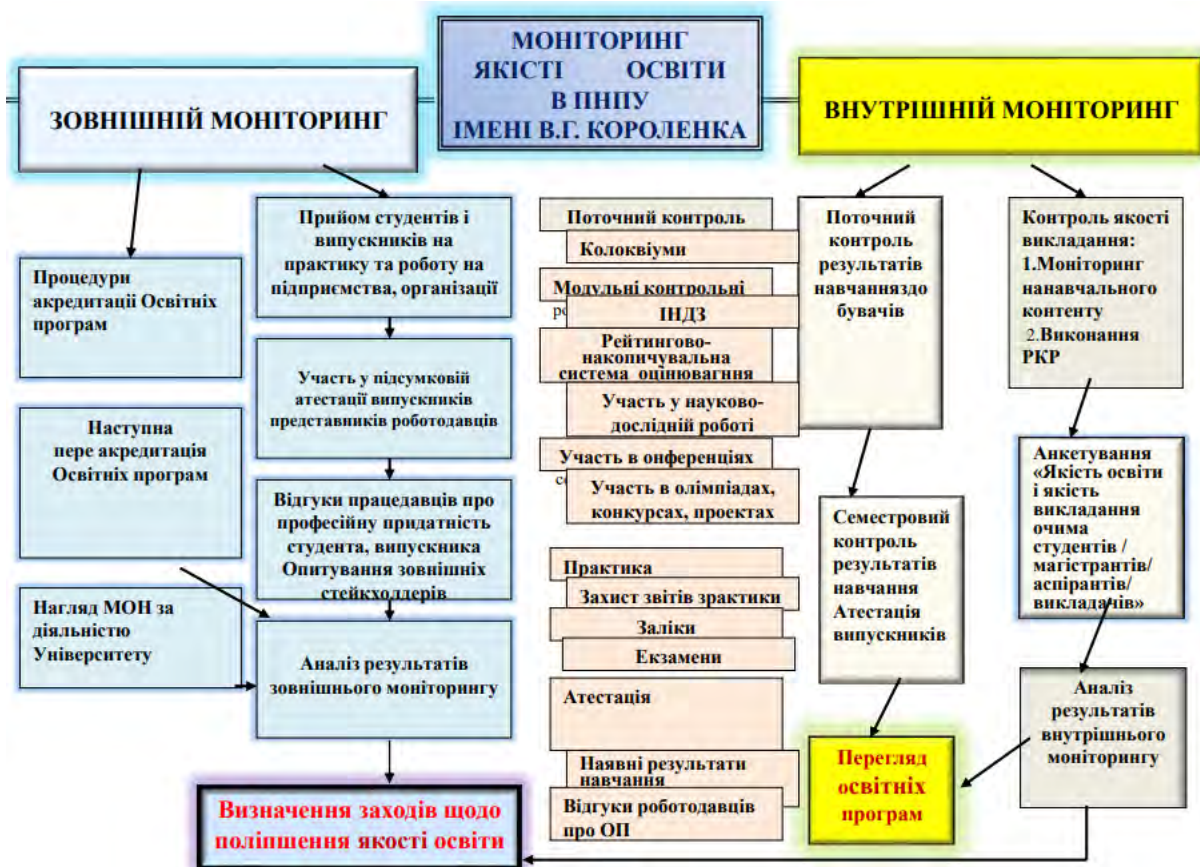 МОНІТОРИНГ
ЯКІСТІ ОСВІТИ
В ПНПУ
ІМЕНІ В.Г. КОРОЛЕНКА
ЗОВНІШНІЙ МОНІТОРИНГ
ВНУТРІШНІЙ МОНІТОРИНГ
Процедури
акредитації Освітніх
програм
Наступна
пере акредитація
Освітніх програм
Нагляд МОН за
діяльністю
Університету
Прийом студентів і
випускників на
практику та роботу на
підприємства, організації
Участь у підсумковій
атестації випускників
представників роботодавців
Відгуки працедавців про
професійну придатність
студента, випускника
Опитування зовнішніх
стейкхолдерів
Аналіз результатів
зовнішнього моніторингу
Визначення заходів щодо
поліпшення якості освіти
Поточний контроль
Колоквіуми
Модульні контрольні
ІНДЗ
Рейтингово-
накопичувальна
система оцінювагння
Участь у науково-
дослідній роботі
Участь в онференціях
Участь в олімпіадах,
конкурсах, проектах
Практика
Захист звітів зрактики
Заліки
Екзамени
Атестація
Наявні результати
навчання
Відгуки роботодавців
про ОП
Поточний
контроль
результатів
навчанняздо
бувачів
Семестровий
контроль
результатів
навчання
Атестація
випускників
Перегляд
освітніх
програм
Контроль якості
викладання:
1.Моніторинг
нанавчального
контенту
2.Виконання
РКР
Анкетування
«Якість освіти
і якість
викладання
очима
студентів /
магістрантів/
аспірантів/
викладачів»
Аналіз
результатів
внутрішнього
моніторингу